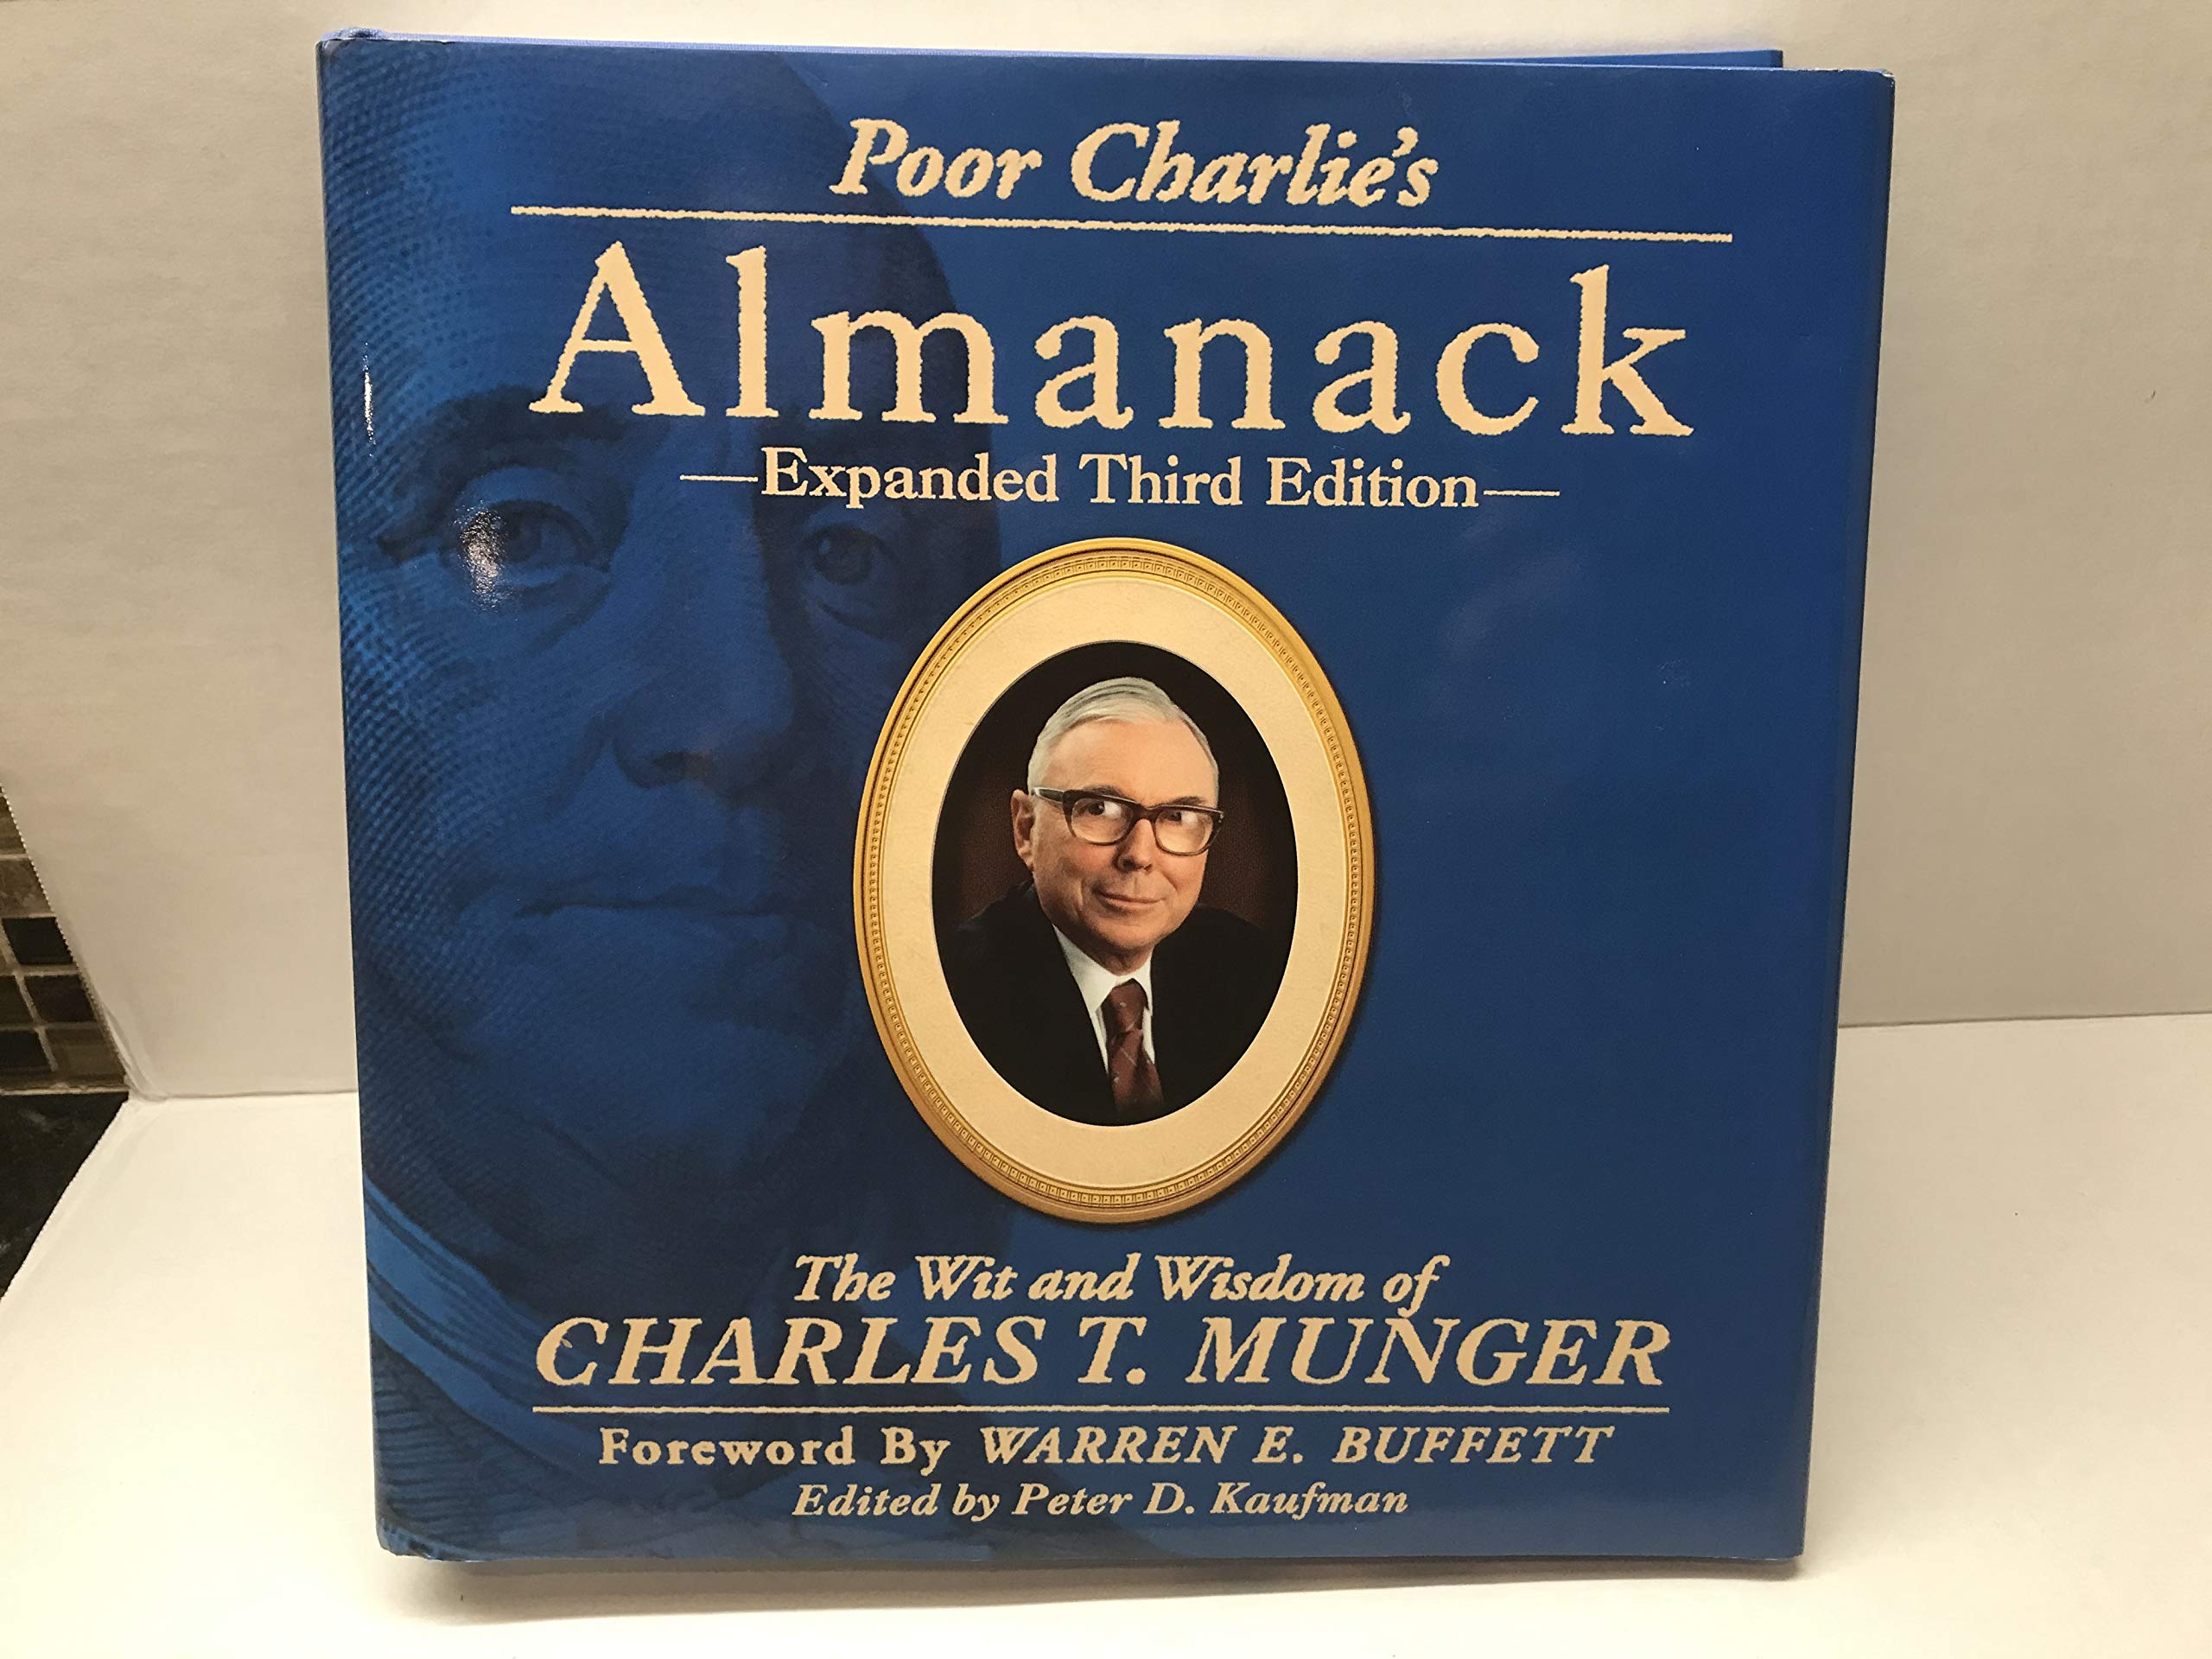 Poor Charlie's
Almanack
—Expanded Third Edition—
The Wit and Wisdom of
CHARLES T. MUNGER
Foreword By WARREN E. BUFFETT
Edited by Peter D. Kaufman